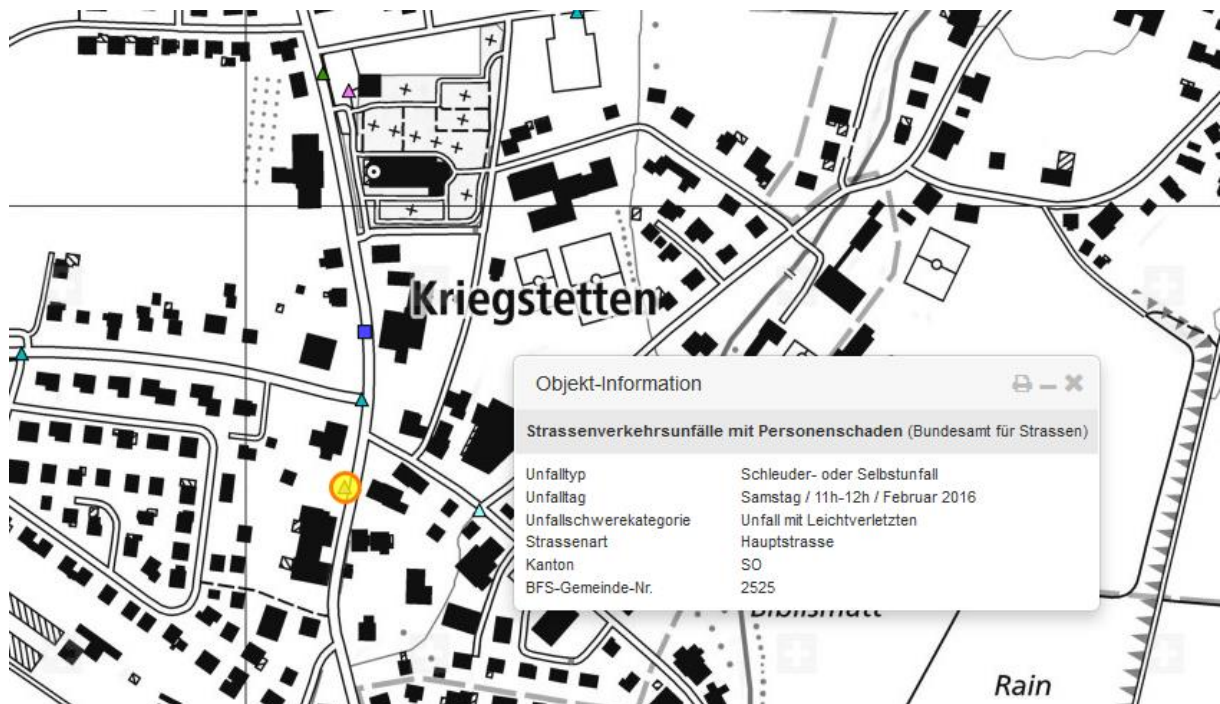 Kriegstetten
Objekt-Information
Strassenverkehrsunfälle mit Personenschaden (Bundesamt für Strassen)
Unfalltyp Schleuder- oder Selbstunfall
Unfalltag Samstag / 11h-12h / Februar 2016
Unfallschwerekategorie Unfall mit Leichtverletzten
Strassenart Hauptstrasse
Kanton SO
BFS-Gemeinde-Nr. 2525
Rain